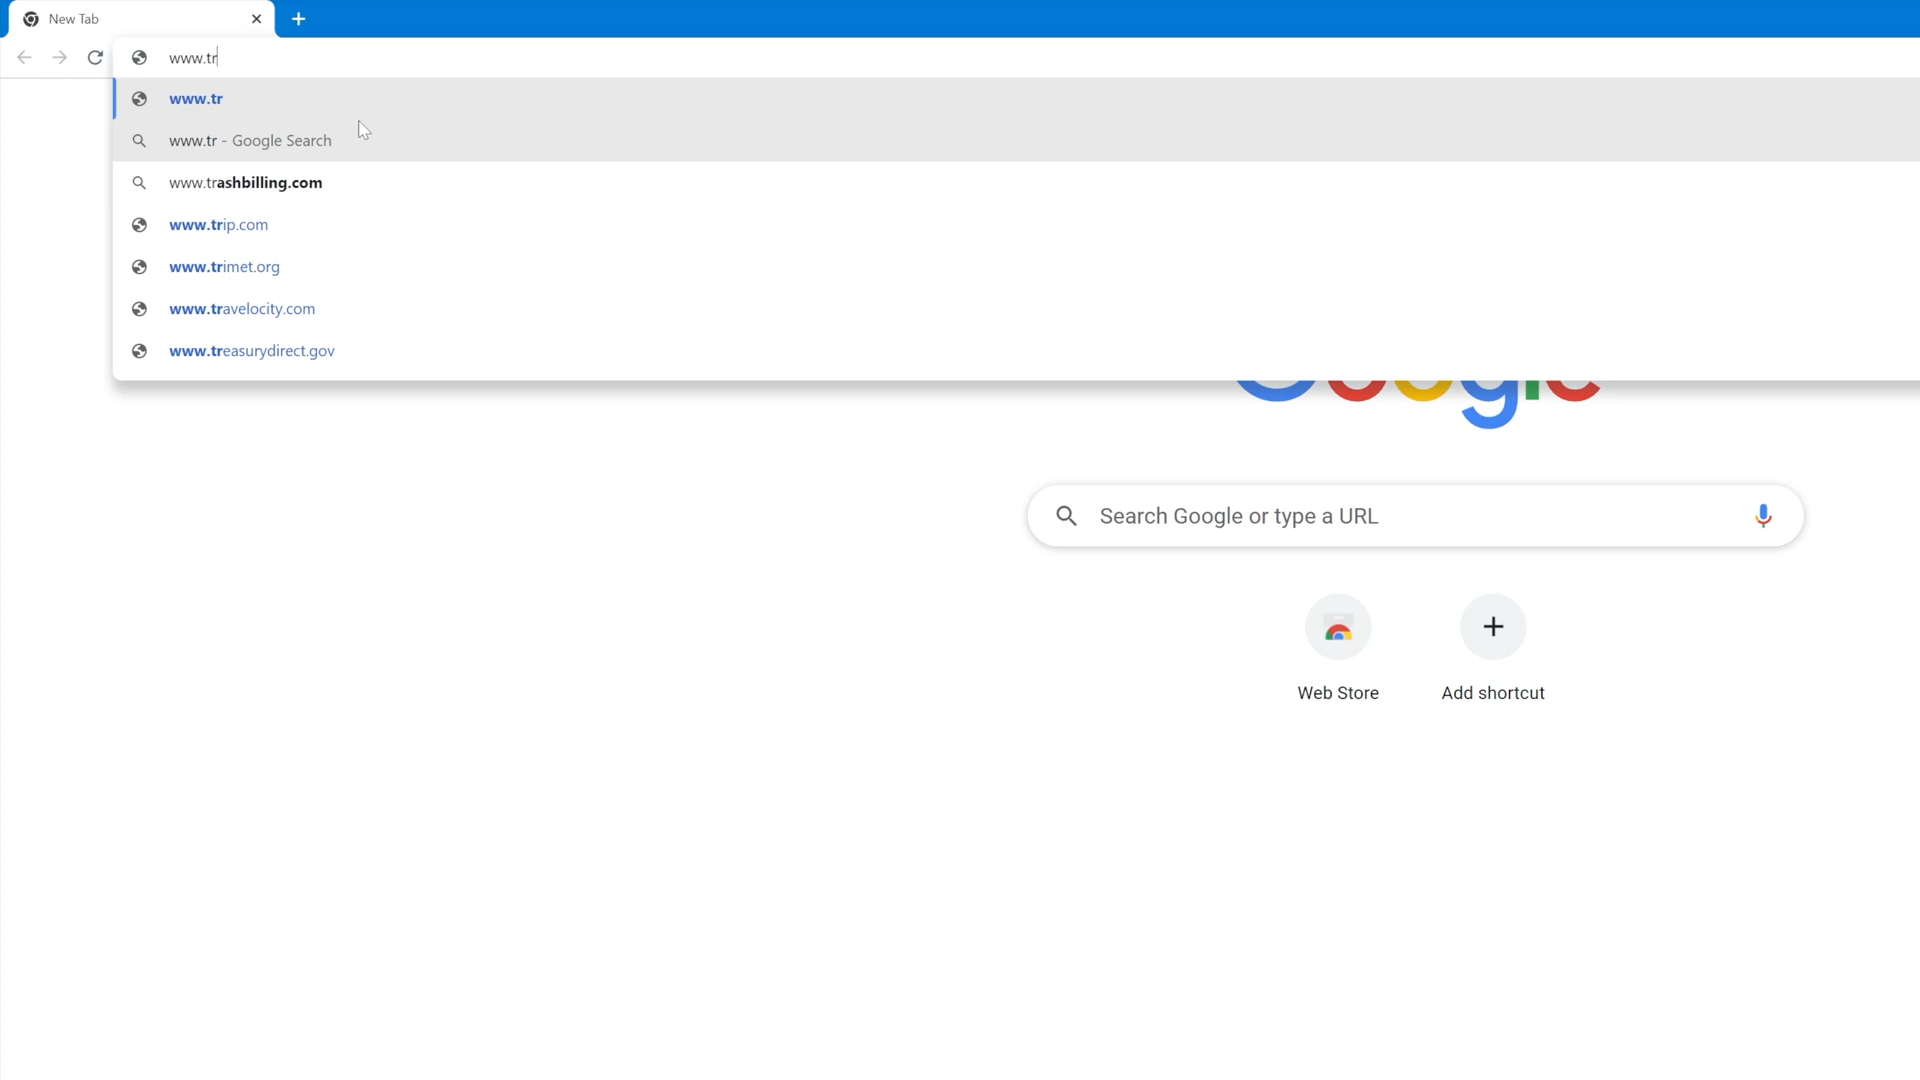 New Tab
www.tr
www.tr
www.tr - Google Search
www.trashbilling.com
www.trip.com
www.trimet.org
www.travelocity.com
www.treasurydirect.gov
Google
Search Google or type a URL
Web Store
Add shortcut